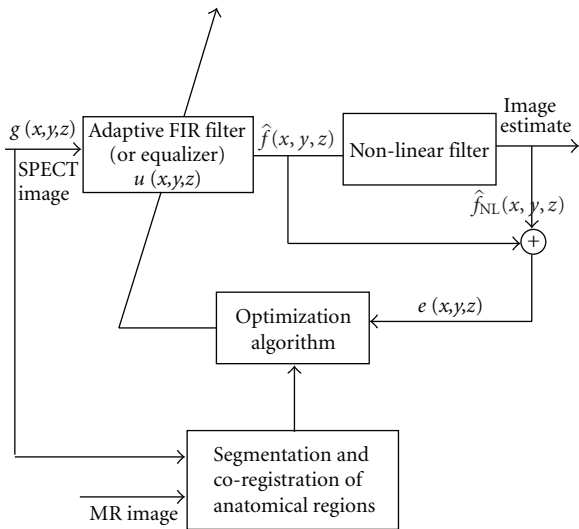 g (x,y,z)
SPECT
image
Adaptive FIR filter
(or equalizer)
u (x,y,z)
f̂(x, y, z)
Non-linear filter
Image
estimate
f̂NL(x, y, z)
+
e (x,y,z)
Optimization
algorithm
Segmentation and
co-registration of
anatomical regions
MR image